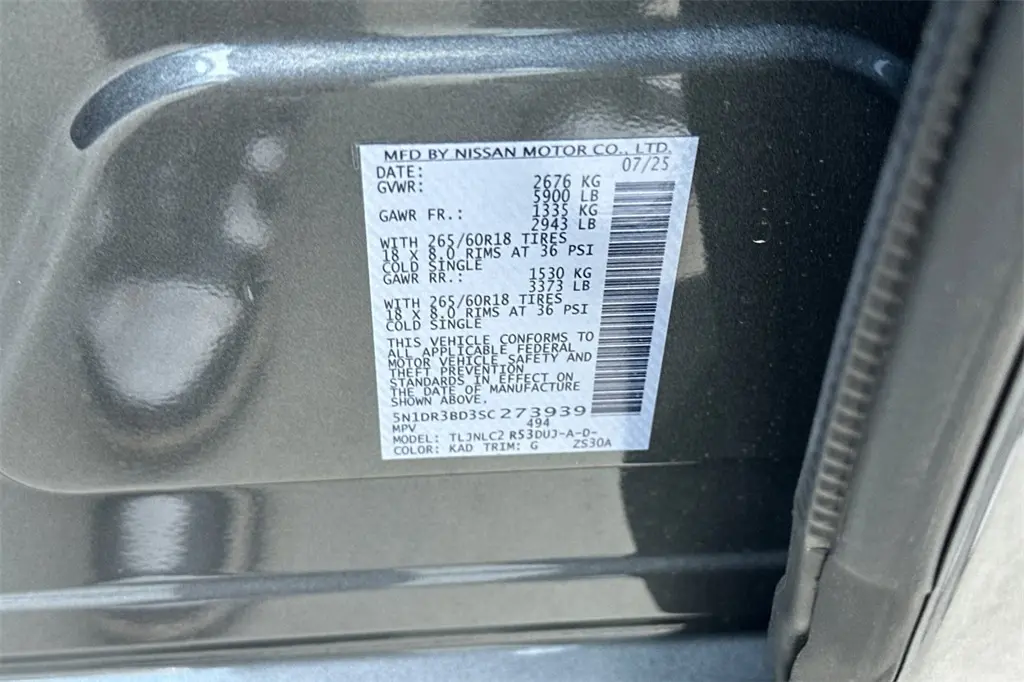 MFD BY NISSAN MOTOR CO., LTD.
DATE: 07/25
GVWR: 2676 KG
5900 LB
GAWR FR.: 1335 KG
2943 LB
WITH 265/60R18 TIRES
18 X 8.0 RIMS AT 36 PSI
COLD SINGLE
GAWR RR.: 1530 KG
3373 LB
WITH 265/60R18 TIRES
18 X 8.0 RIMS AT 36 PSI
COLD SINGLE
THIS VEHICLE CONFORMS TO
ALL APPLICABLE FEDERAL
MOTOR VEHICLE SAFETY AND
THEFT PREVENTION
STANDARDS IN EFFECT ON
THE DATE OF MANUFACTURE
SHOWN ABOVE.
5N1DR3BD3SC273939
MPV 494
MODEL: TLJNLC2 R53DUJ-A-D-
COLOR: KAD TRIM: G ZS30A